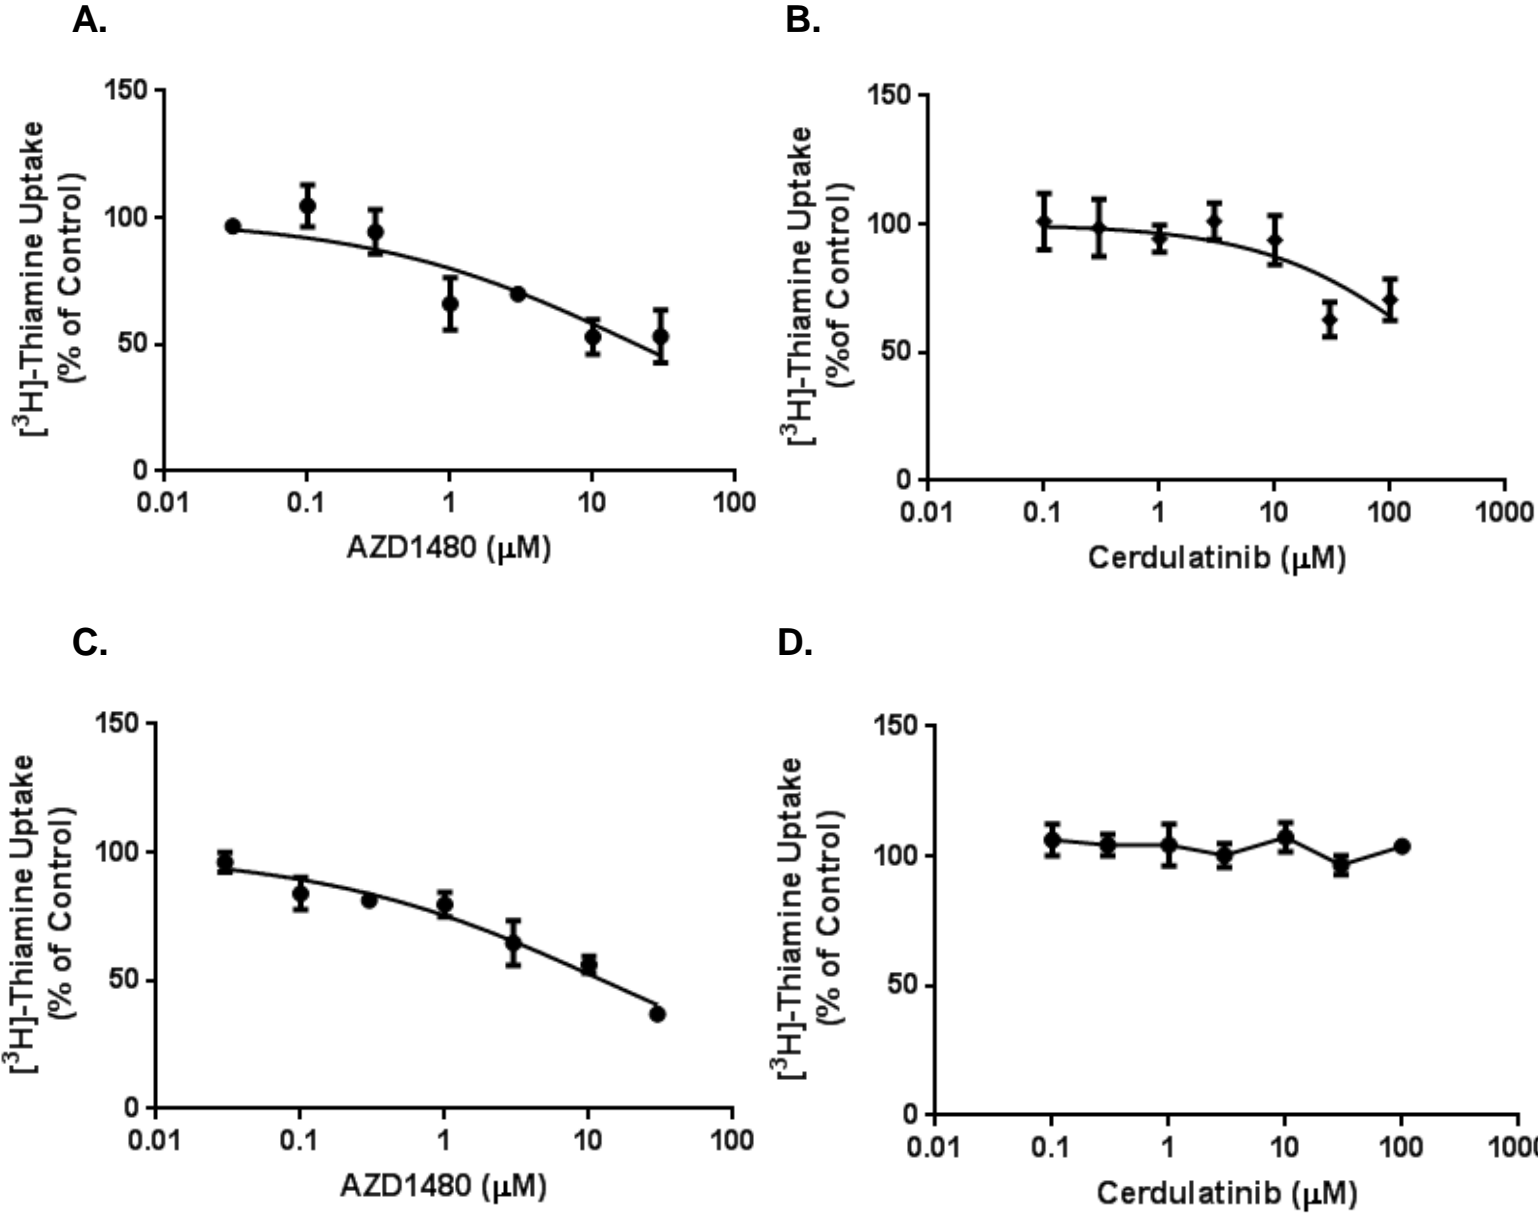 A.
[³H]-Thiamine Uptake
(% of Control)
150
100
50
0
0.01 0.1 1 10 100
AZD1480 (μM)
B.
[³H]-Thiamine Uptake
(%of Control)
150
100
50
0
0.01 0.1 1 10 100 1000
Cerdulatinib (μM)
C.
[³H]-Thiamine Uptake
(% of Control)
150
100
50
0
0.01 0.1 1 10 100
AZD1480 (μM)
D.
[³H]-Thiamine Uptake
(% of Control)
150
100
50
0
0.01 0.1 1 10 100 1000
Cerdulatinib (μM)